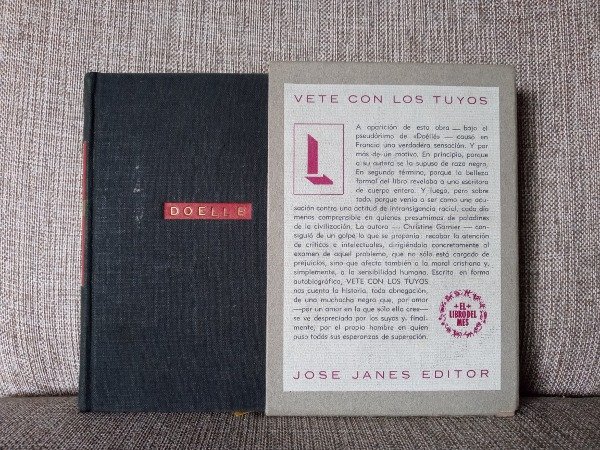 DOELLE
VETE CON LOS TUYOS
LA aparición de esta obra — bajo el
pseudónimo de «Doëllé» — causó en
Francia una verdadera sensación. Y por
más de un motivo. En principio, porque
a su autora se la supuso de raza negra.
En segundo término, porque la belleza
formal del libro revelaba a una escritora
de cuerpo entero. Y luego, pero sobre
todo, porque venía a ser como una acu-
sación contra una actitud de intransigencia racial, cada día
menos comprensible en quienes presumimos de paladines
de la civilización. La autora — Christine Garnier — con-
siguió de un golpe lo que se proponía: recabar la atención
de críticos e intelectuales, dirigiéndola concretamente al
examen de aquel problema, que no sólo está cargado de
prejuicios, sino que afecta también a la moral cristiana y,
simplemente, a la sensibilidad humana. Escrito en forma
autobiográfica, VETE CON LOS TUYOS
nos cuenta la historia, toda abnegación,
de una muchacha negra que, por amor
—por un amor en la que sólo ella cree—
se ve despreciada por los suyos y, final-
mente, por el propio hombre en quien
puso todas sus esperanzas de superación.
EL
LIBRO DEL
MES
JOSE JANES EDITOR